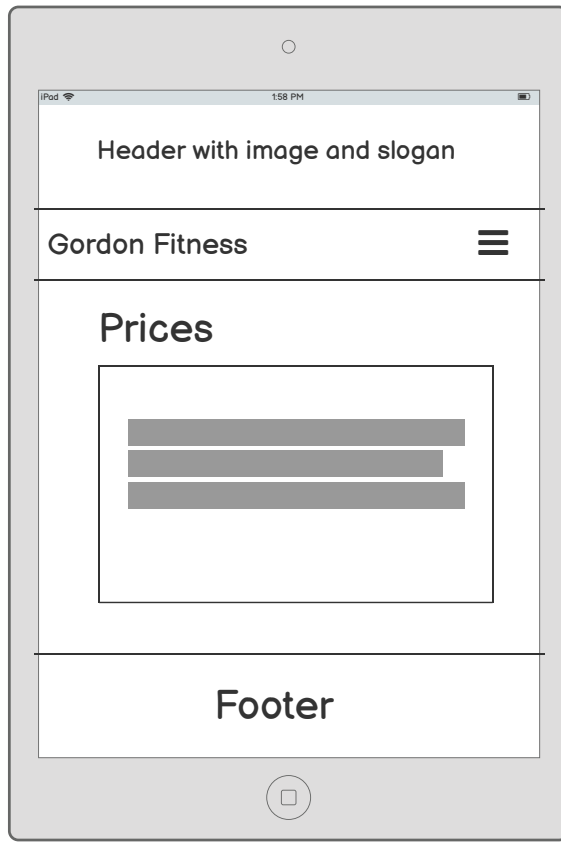 iPad 1:58 PM
Header with image and slogan
Gordon Fitness
Prices
Footer